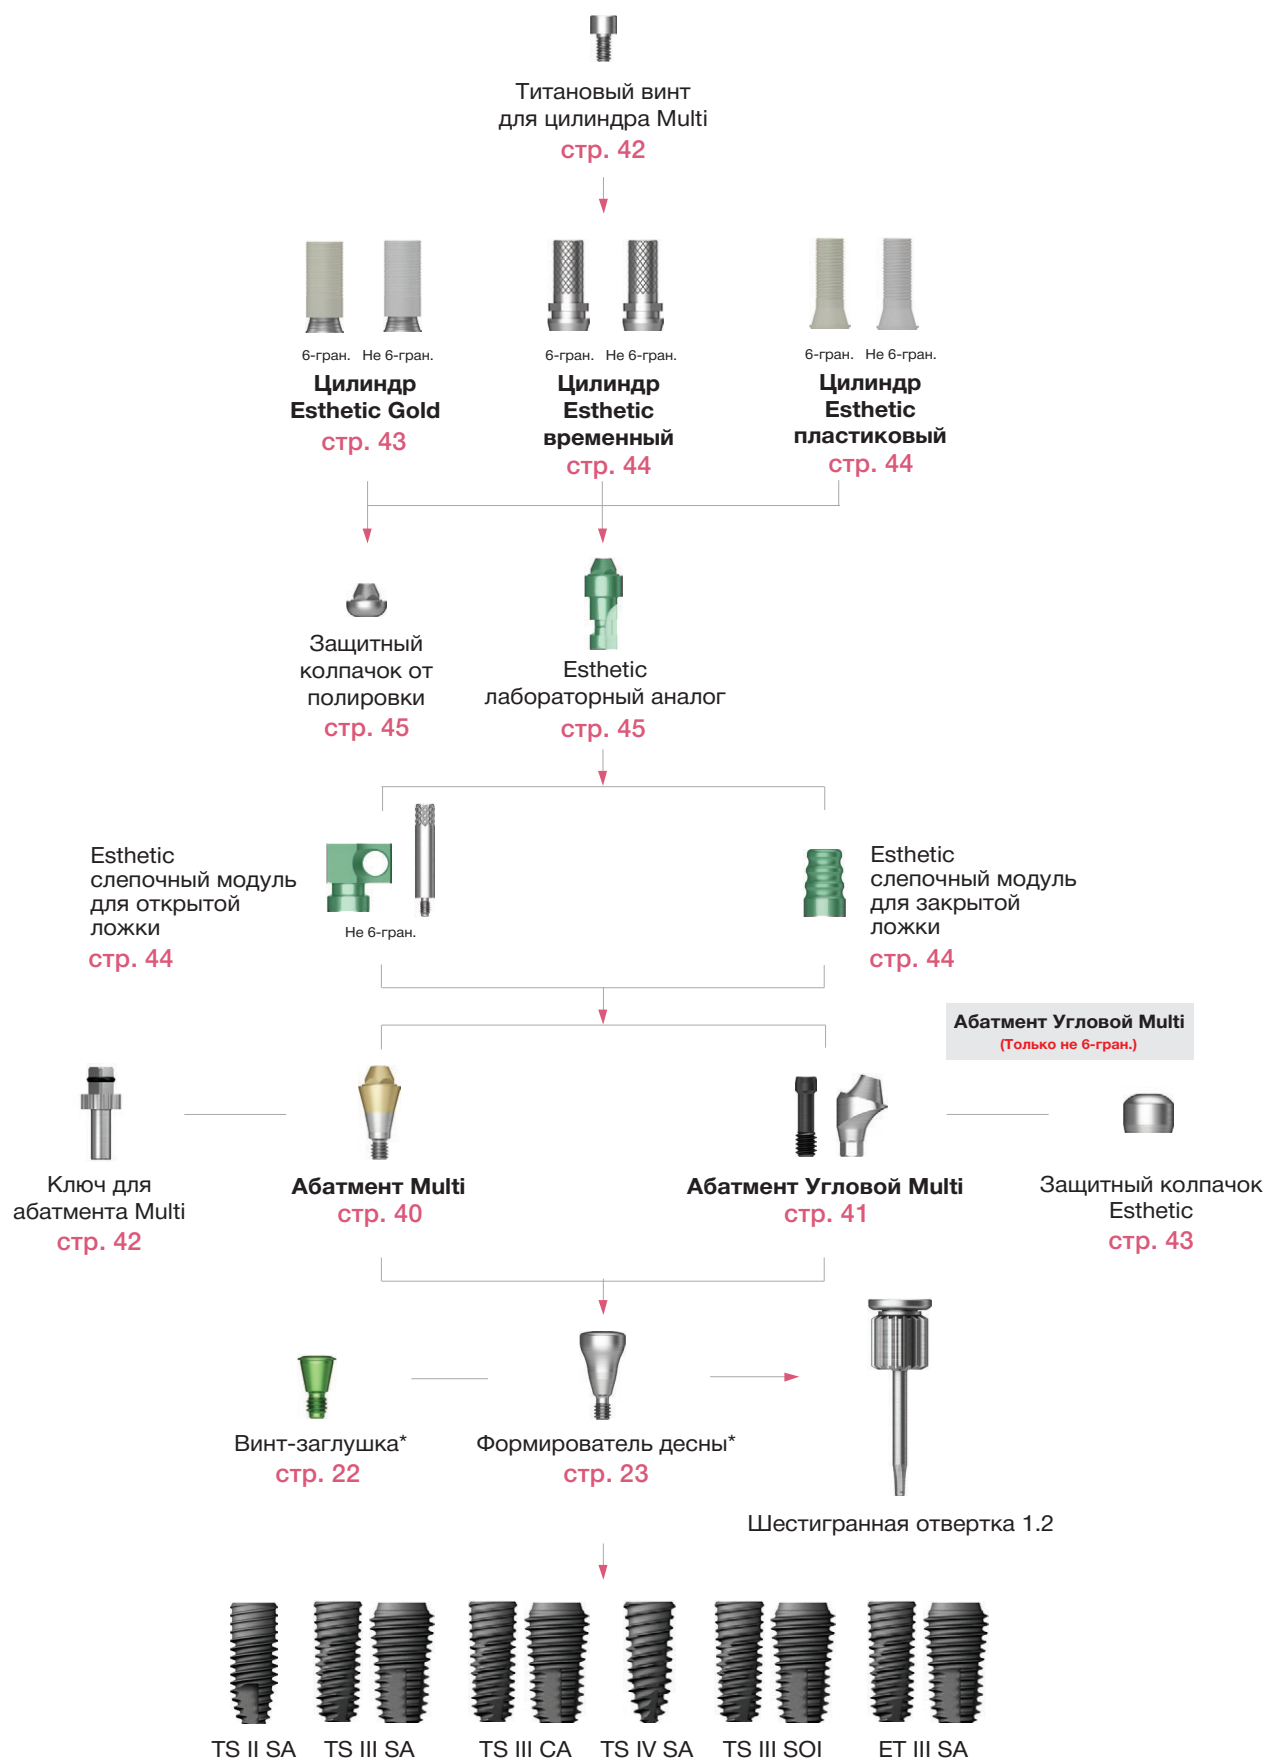 Титановый винт
для цилиндра Multi
стр. 42
6-гран. Не 6-гран.
Цилиндр
Esthetic Gold
стр. 43
6-гран. Не 6-гран.
Цилиндр
Esthetic
временный
стр. 44
6-гран. Не 6-гран.
Цилиндр
Esthetic
пластиковый
стр. 44
Защитный
колпачок от
полировки
стр. 45
Esthetic
лабораторный аналог
стр. 45
Esthetic
слепочный модуль
для открытой
ложки
стр. 44
Не 6-гран.
Esthetic
слепочный модуль
для закрытой
ложки
стр. 44
Абатмент Угловой Multi
(Только не 6-гран.)
Ключ для
абатмента Multi
стр. 42
Абатмент Multi
стр. 40
Абатмент Угловой Multi
стр. 41
Защитный колпачок
Esthetic
стр. 43
Винт-заглушка*
стр. 22
Формирователь десны*
стр. 23
Шестигранная отвертка 1.2
TS II SA TS III SA TS III CA TS IV SA TS III SOI ET III SA